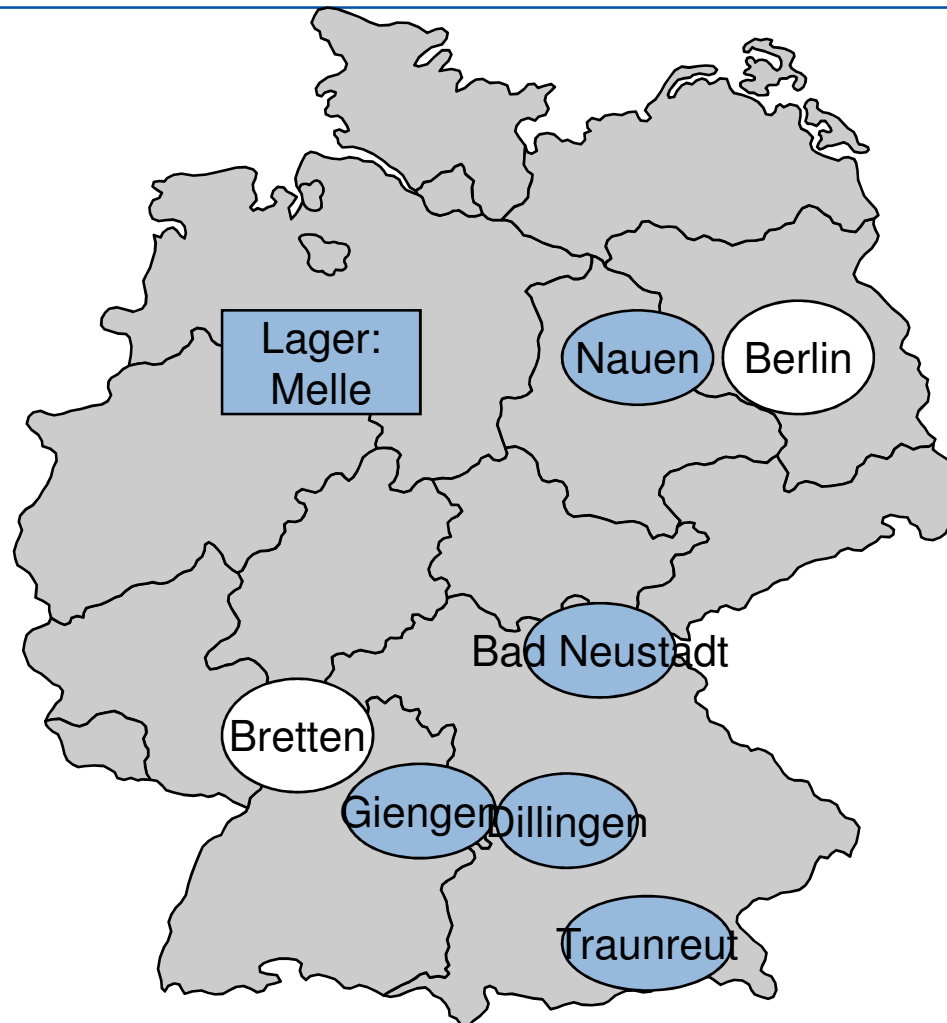 Lager:
Melle
Nauen
Berlin
Bad Neustadt
Bretten
Giengen
Dillingen
Traunreut